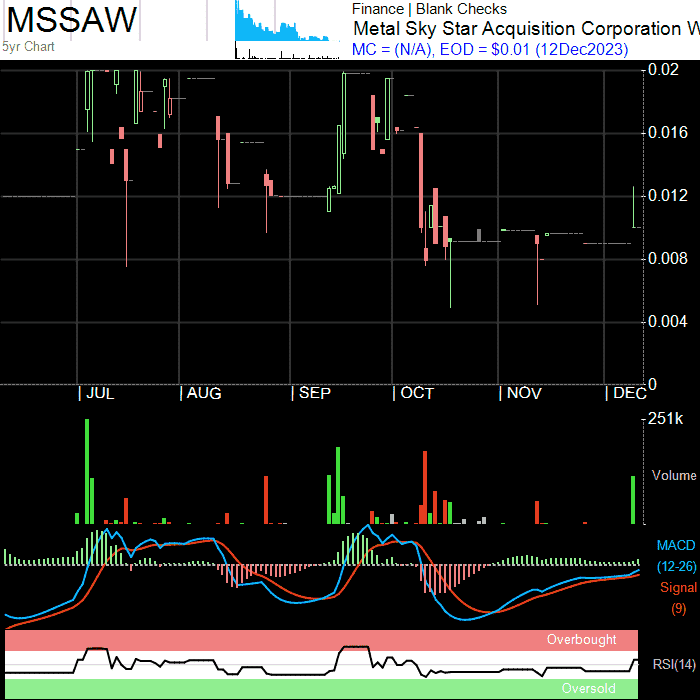 MSSAW
5yr Chart
Finance | Blank Checks
Metal Sky Star Acquisition Corporation W
MC = (N/A), EOD = $0.01 (12Dec2023)
0.02
0.016
0.012
0.008
0.004
0
| JUL | AUG | SEP | OCT | NOV | DEC
251k
Volume
MACD
(12-26)
Signal
(9)
Overbought
RSI(14)
Oversold